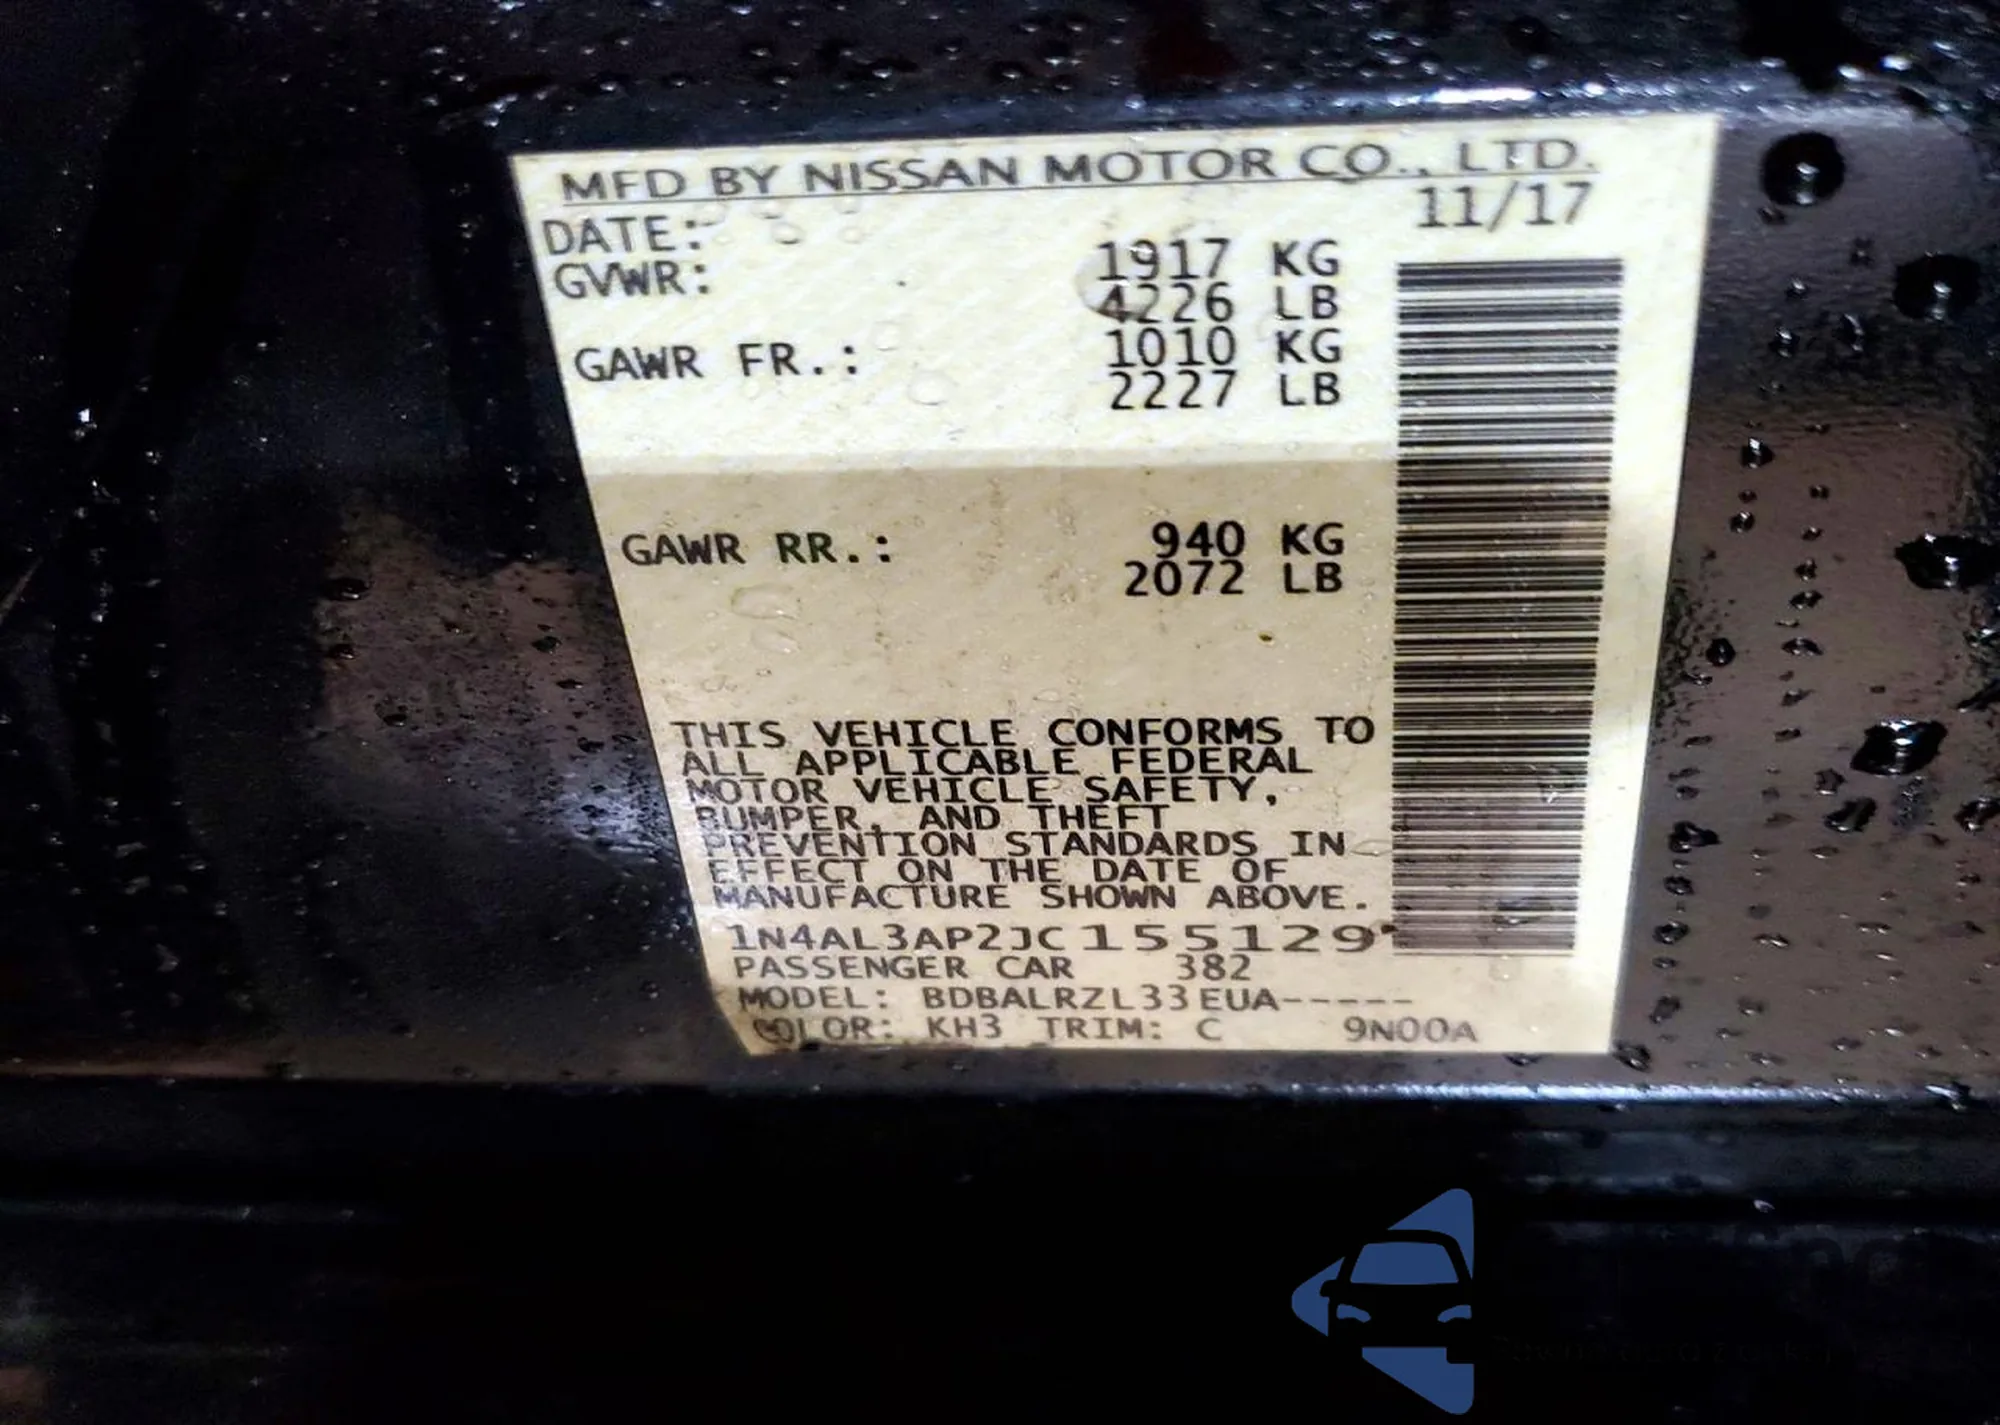 MFD BY NISSAN MOTOR CO., LTD.
DATE: 11/17
GVWR: 1917 KG
4226 LB
GAWR FR.: 1010 KG
2227 LB
GAWR RR.: 940 KG
2072 LB
THIS VEHICLE CONFORMS TO
ALL APPLICABLE FEDERAL
MOTOR VEHICLE SAFETY,
BUMPER, AND THEFT
PREVENTION STANDARDS IN
EFFECT ON THE DATE OF
MANUFACTURE SHOWN ABOVE.
1N4AL3AP2JC155129*
PASSENGER CAR 382
MODEL: BDBALRZL33EUA-----
COLOR: KH3 TRIM: C 9N00A